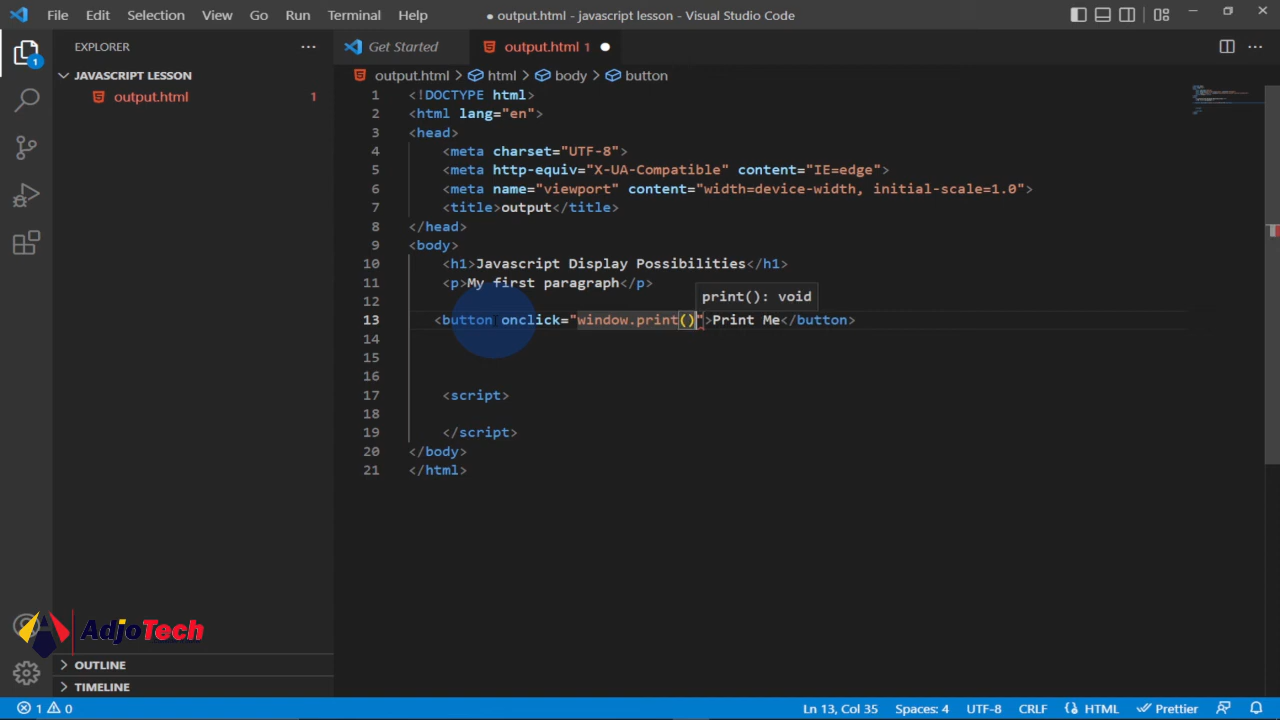 File Edit Selection View Go Run Terminal Help
● output.html - javascript lesson - Visual Studio Code
EXPLORER
JAVASCRIPT LESSON
output.html 1
1
Get Started
output.html 1
output.html > html > body > button
1 <!DOCTYPE html>
2 <html lang="en">
3 <head>
4 <meta charset="UTF-8">
5 <meta http-equiv="X-UA-Compatible" content="IE=edge">
6 <meta name="viewport" content="width=device-width, initial-scale=1.0">
7 <title>output</title>
8 </head>
9 <body>
10 <h1>Javascript Display Possibilities</h1>
11 <p>My first paragraph</p>
print(): void
12
13 <button onclick="window.print()">Print Me</button>
14
15
16
17 <script>
18
19 </script>
20 </body>
21 </html>
AdjoTech
OUTLINE
TIMELINE
1 0
Ln 13, Col 35 Spaces: 4 UTF-8 CRLF HTML Prettier